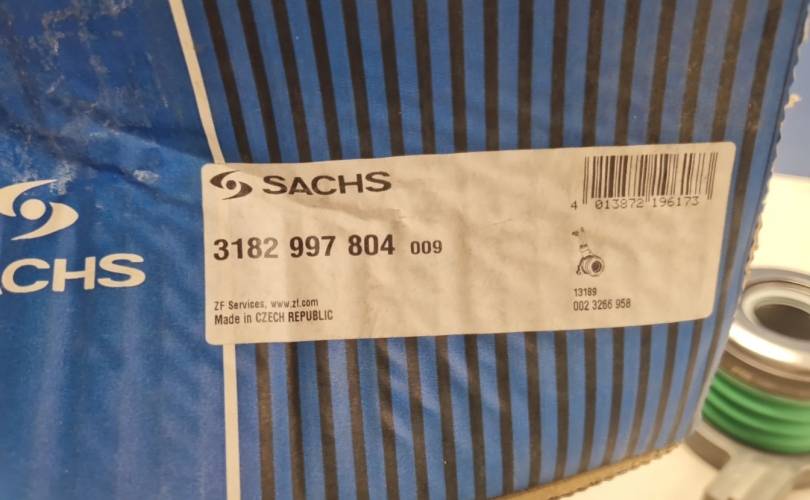 SACHS
3182 997 804 009
ZF Services, www.zf.com
Made in CZECH REPUBLIC
4 013872 196173
13189
002 3266 958
ACHS